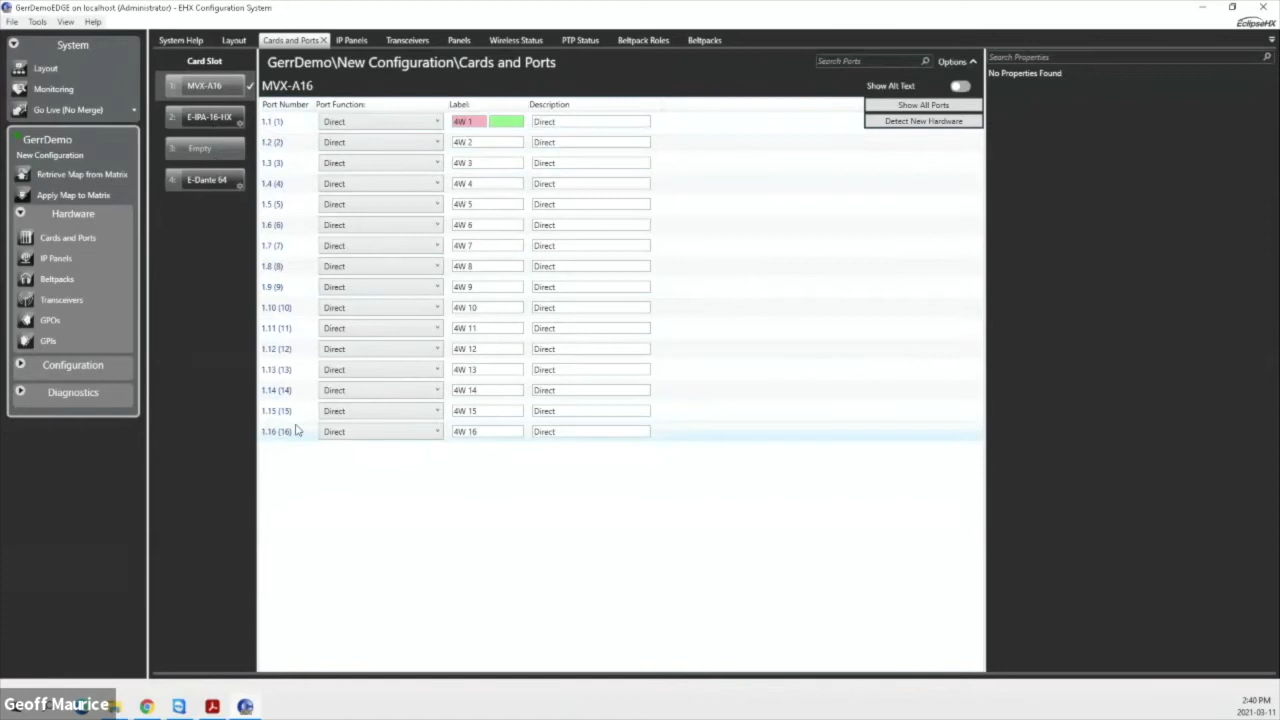 GerrDemoEDGE on localhost (Administrator) - EHX Configuration System
File Tools View Help
EclipseHX
System
Layout
Monitoring
Go Live (No Merge)
GerrDemo
New Configuration
Retrieve Map from Matrix
Apply Map to Matrix
Hardware
Cards and Ports
IP Panels
Beltpacks
Transceivers
GPOs
GPIs
Configuration
Diagnostics
System Help Layout Cards and Ports X IP Panels Transceivers Panels Wireless Status PTP Status Beltpack Roles Beltpacks
Card Slot
1: MVX-A16
2: E-IPA-16-HX
3: Empty
4: E-Dante 64
GerrDemo\New Configuration\Cards and Ports
Search Ports
Options
MVX-A16
Show Alt Text
Show All Ports
Detect New Hardware
Port Number Port Function: Label: Description
1.1 (1) Direct 4W 1 Direct
1.2 (2) Direct 4W 2 Direct
1.3 (3) Direct 4W 3 Direct
1.4 (4) Direct 4W 4 Direct
1.5 (5) Direct 4W 5 Direct
1.6 (6) Direct 4W 6 Direct
1.7 (7) Direct 4W 7 Direct
1.8 (8) Direct 4W 8 Direct
1.9 (9) Direct 4W 9 Direct
1.10 (10) Direct 4W 10 Direct
1.11 (11) Direct 4W 11 Direct
1.12 (12) Direct 4W 12 Direct
1.13 (13) Direct 4W 13 Direct
1.14 (14) Direct 4W 14 Direct
1.15 (15) Direct 4W 15 Direct
1.16 (16) Direct 4W 16 Direct
Search Properties
No Properties Found
Geoff Maurice
2:40 PM
2021-03-11